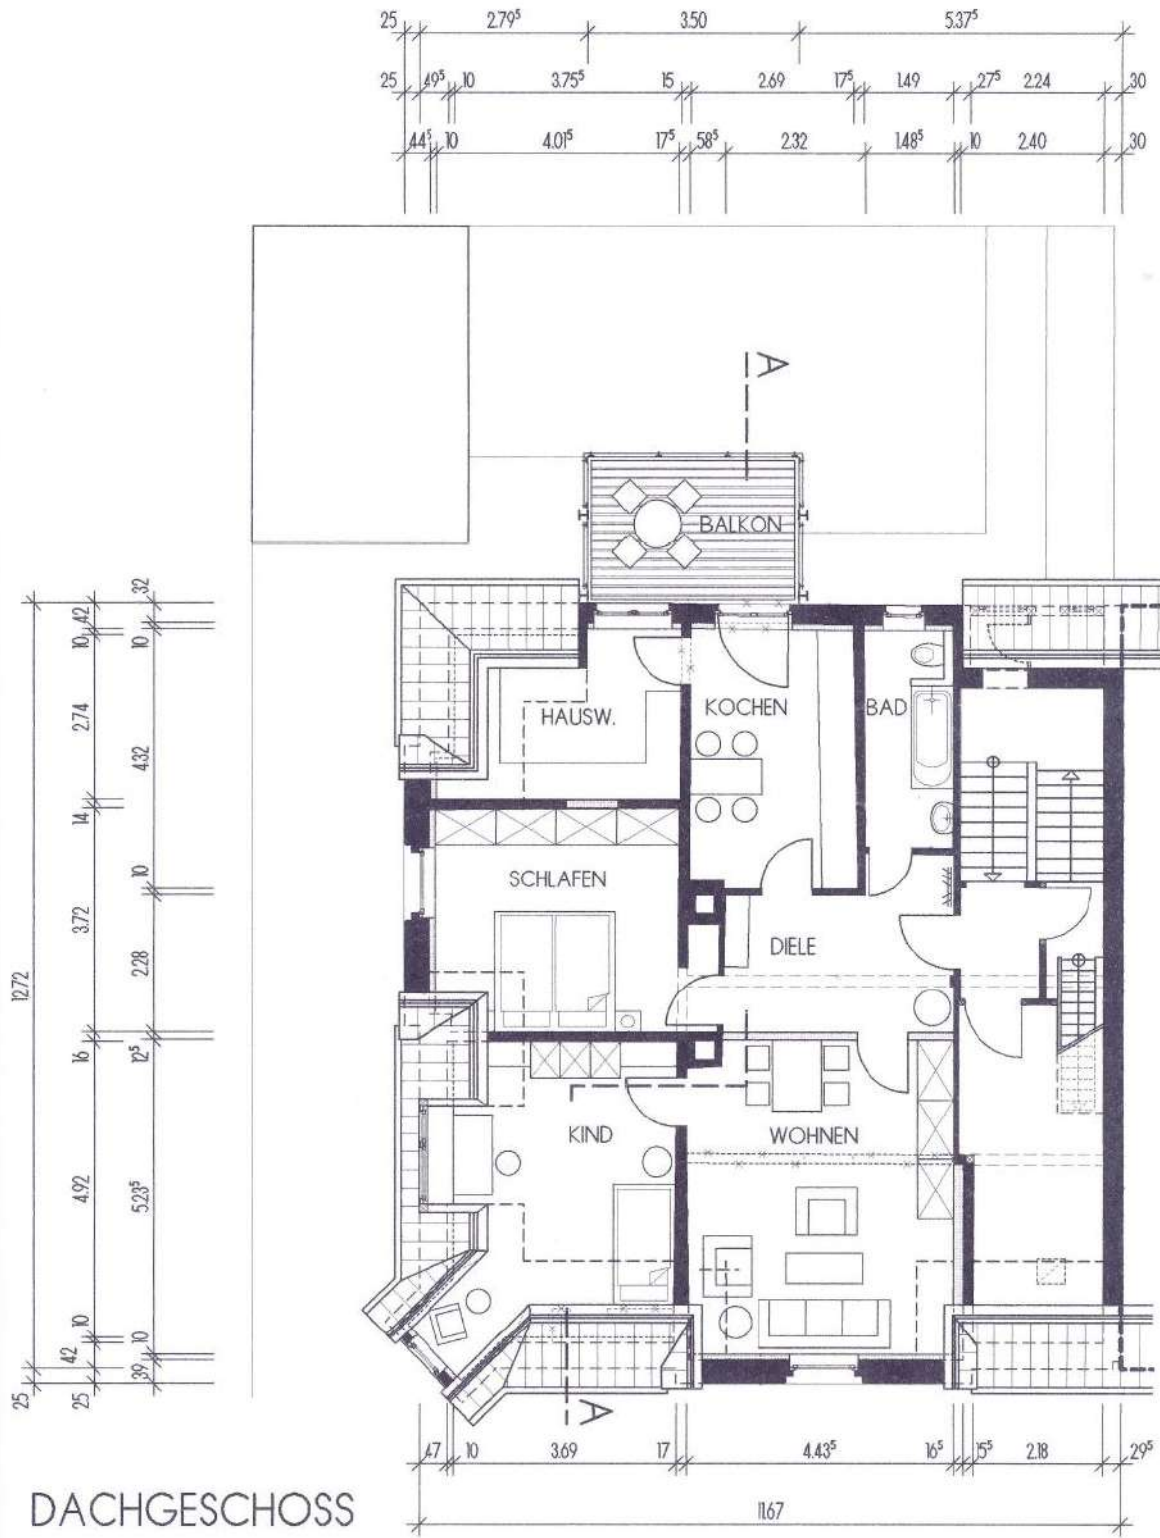 25 2.79⁵ 3.50 5.37⁵
25 49⁵ 10 3.75⁵ 15 2.69 17⁵ 1.49 27⁵ 2.24 30
44⁵ 10 4.01⁵ 17⁵ 58⁵ 2.32 1.48⁵ 10 2.40 30
A
BALKON
HAUSW.
KOCHEN
BAD
SCHLAFEN
DIELE
KIND
WOHNEN
A
12.72
25
42
10
2.74
14
3.72
16
4.92
10
42
25
32
10
4.32
10
2.28
12⁵
5.23⁵
10
39
47 10 3.69 17 4.43⁵ 16⁵ 15⁵ 2.18 29⁵
11.67
DACHGESCHOSS